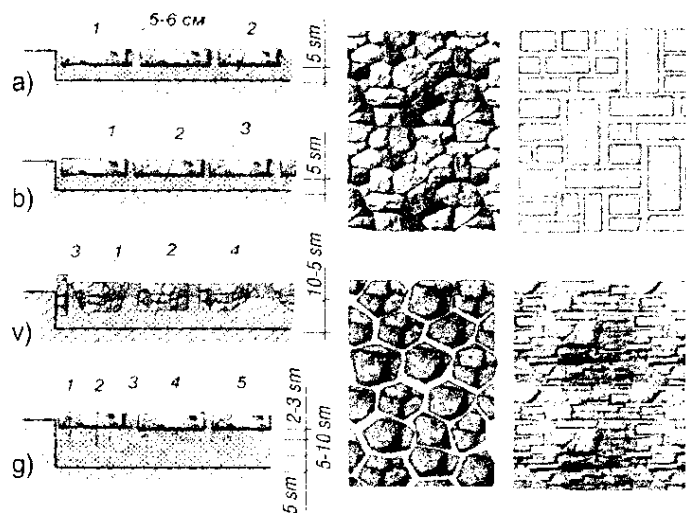 1 5-6 см 2
5 sm
a)
1 2 3
5 sm
b)
3 1 2 4
10-5 sm
v)
1 2 3 4 5
2-3 sm
5-10 sm
5 sm
g)